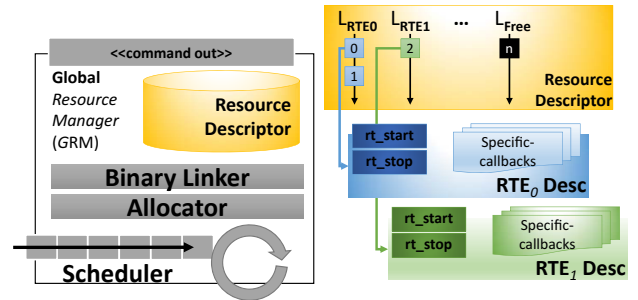 <<command out>>
Global
Resource
Manager
(GRM)
Resource
Descriptor
Binary Linker
Allocator
Scheduler
LRTE0 LRTE1 ... LFree
0 2 n
1
Resource
Descriptor
rt_start
rt_stop
Specific-
callbacks
RTE0 Desc
rt_start
rt_stop
Specific-
callbacks
RTE1 Desc